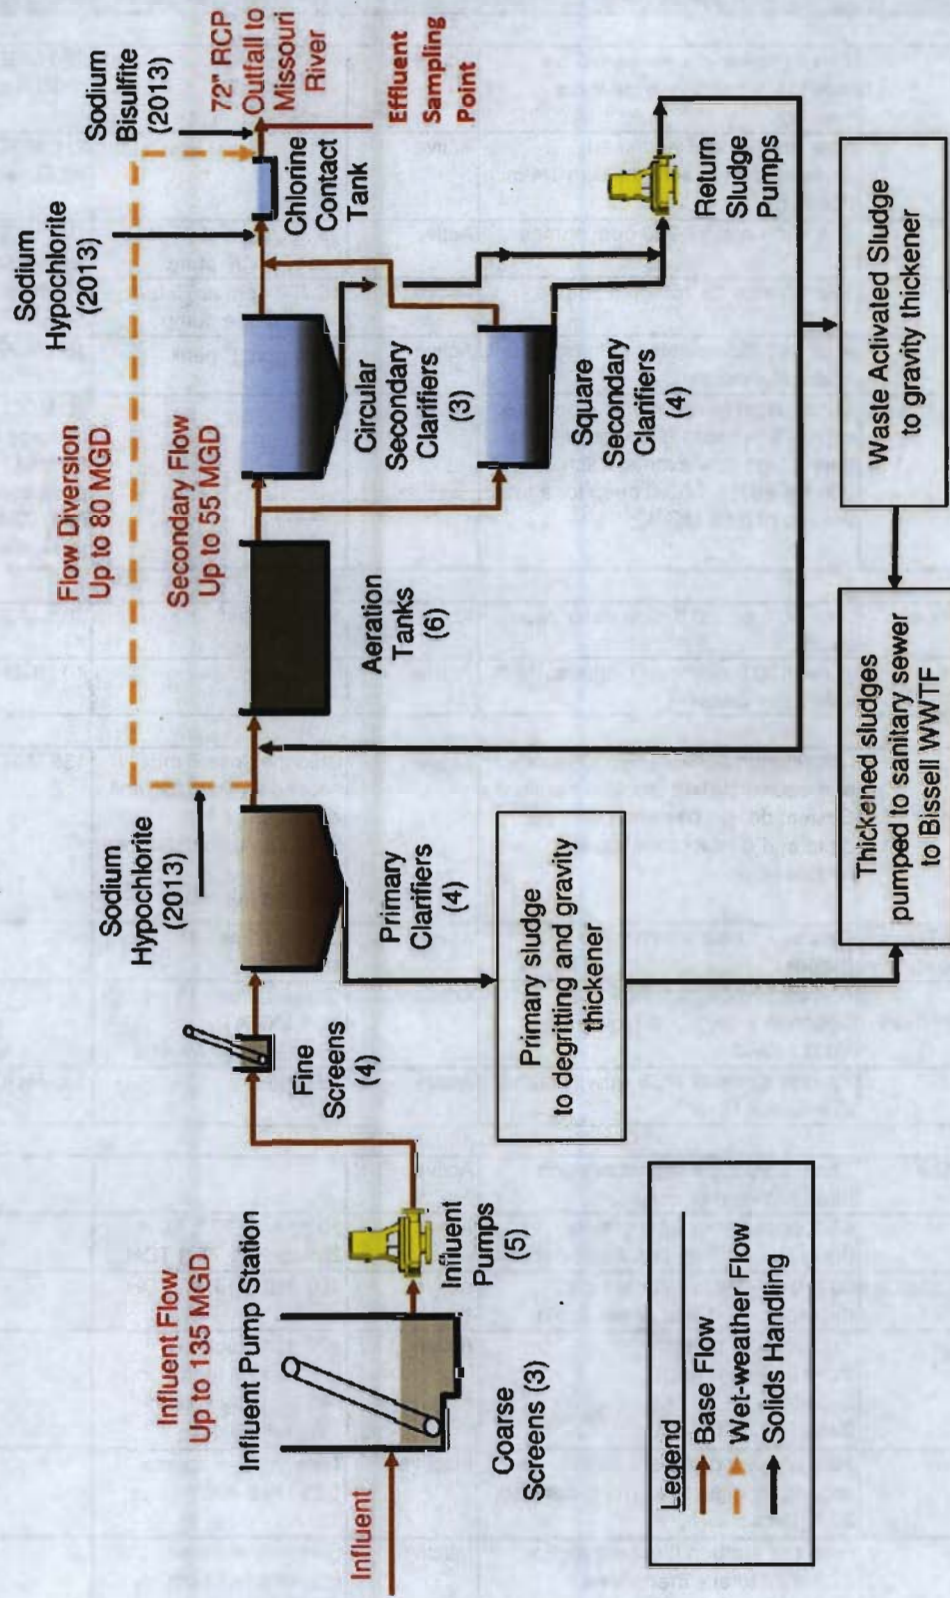 Influent Flow
Up to 135 MGD
Influent Pump Station
Influent
Coarse
Screens (3)
Influent
Pumps
(5)
Fine
Screens
(4)
Sodium
Hypochlorite
(2013)
Primary
Clarifiers
(4)
Primary sludge
to degritting and gravity
thickener
Flow Diversion
Up to 80 MGD
Secondary Flow
Up to 55 MGD
Aeration
Tanks
(6)
Circular
Secondary
Clarifiers
(3)
Square
Secondary
Clarifiers
(4)
Sodium
Hypochlorite
(2013)
Chlorine
Contact
Tank
Sodium
Bisulfite
(2013)
72" RCP
Outfall to
Missouri
River
Effluent
Sampling
Point
Return
Sludge
Pumps
Waste Activated Sludge
to gravity thickener
Thickened sludges
pumped to sanitary sewer
to Bissell WWTF
Legend
Base Flow
Wet-weather Flow
Solids Handling